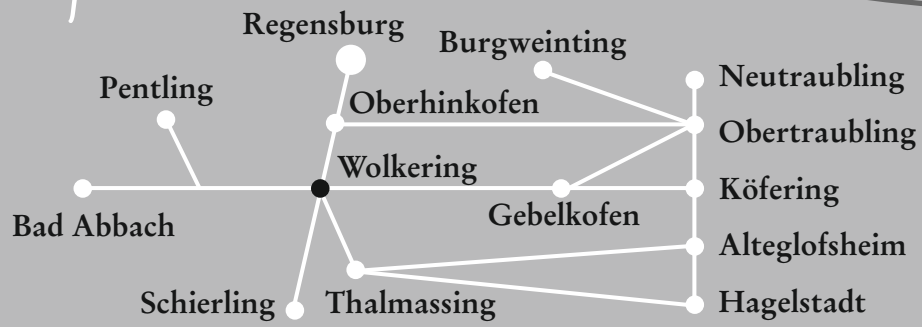 Regensburg
Burgweinting
Neutraubling
Pentling
Oberhinkofen
Obertraubling
Wolkering
Köfering
Bad Abbach
Gebelkofen
Alteglofsheim
Schierling
Thalmassing
Hagelstadt